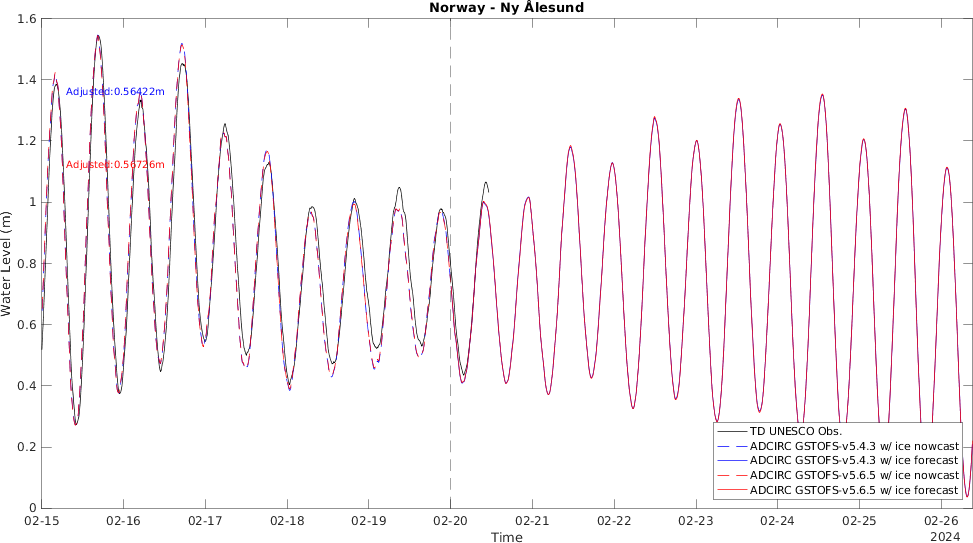 Norway - Ny Ålesund
1.6
1.4
1.2
1
0.8
0.6
0.4
0.2
0
Water Level (m)
Adjusted:0.56422m
Adjusted:0.56726m
TD UNESCO Obs.
ADCIRC GSTOFS-v5.4.3 w/ ice nowcast
ADCIRC GSTOFS-v5.4.3 w/ ice forecast
ADCIRC GSTOFS-v5.6.5 w/ ice nowcast
ADCIRC GSTOFS-v5.6.5 w/ ice forecast
02-15 02-16 02-17 02-18 02-19 02-20 02-21 02-22 02-23 02-24 02-25 02-26
Time
2024